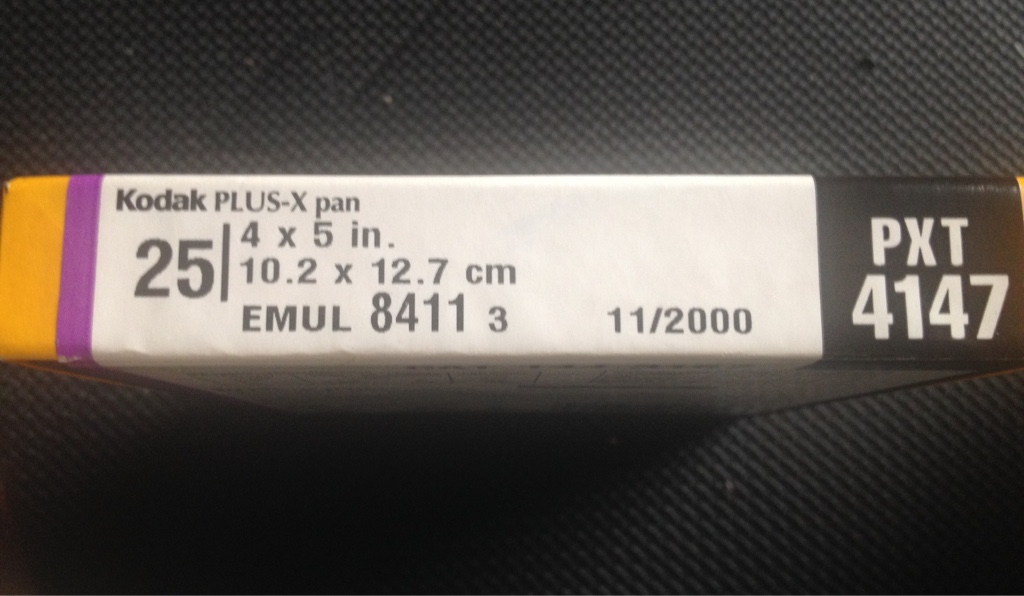 Kodak PLUS-X pan
25
4 x 5 in.
10.2 x 12.7 cm
EMUL 8411 3
11/2000
PXT
4147